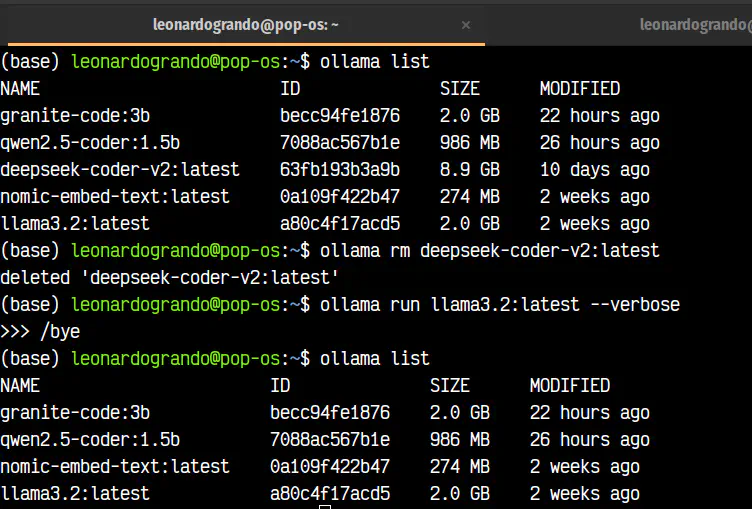 leonardogrando@pop-os: ~ × leonardogrando@
(base) leonardogrando@pop-os:~$ ollama list
NAME ID SIZE MODIFIED
granite-code:3b becc94fe1876 2.0 GB 22 hours ago
qwen2.5-coder:1.5b 7088ac567b1e 986 MB 26 hours ago
deepseek-coder-v2:latest 63fb193b3a9b 8.9 GB 10 days ago
nomic-embed-text:latest 0a109f422b47 274 MB 2 weeks ago
llama3.2:latest a80c4f17acd5 2.0 GB 2 weeks ago
(base) leonardogrando@pop-os:~$ ollama rm deepseek-coder-v2:latest
deleted 'deepseek-coder-v2:latest'
(base) leonardogrando@pop-os:~$ ollama run llama3.2:latest --verbose
>>> /bye
(base) leonardogrando@pop-os:~$ ollama list
NAME ID SIZE MODIFIED
granite-code:3b becc94fe1876 2.0 GB 22 hours ago
qwen2.5-coder:1.5b 7088ac567b1e 986 MB 26 hours ago
nomic-embed-text:latest 0a109f422b47 274 MB 2 weeks ago
llama3.2:latest a80c4f17acd5 2.0 GB 2 weeks ago